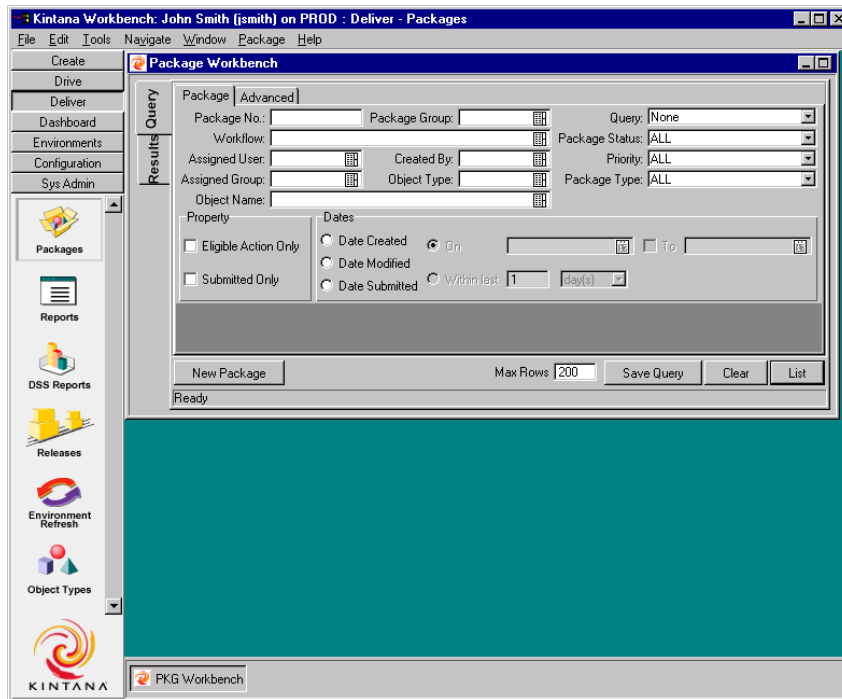 Kintana Workbench: John Smith (jsmith) on PROD : Deliver - Packages
File Edit Tools Navigate Window Package Help
Create
Drive
Deliver
Dashboard
Environments
Configuration
Sys Admin
Packages
Reports
DSS Reports
Releases
Environment
Refresh
Object Types
KINTANA
Package Workbench
Query
Results
Package Advanced
Package No.: Package Group: Query: None
Workflow: Package Status: ALL
Assigned User: Created By: Priority: ALL
Assigned Group: Object Type: Package Type: ALL
Object Name:
Property Dates
Eligible Action Only
Submitted Only
Date Created On To
Date Modified
Date Submitted Within last 1 day(s)
New Package Max Rows 200 Save Query Clear List
Ready
PKG Workbench